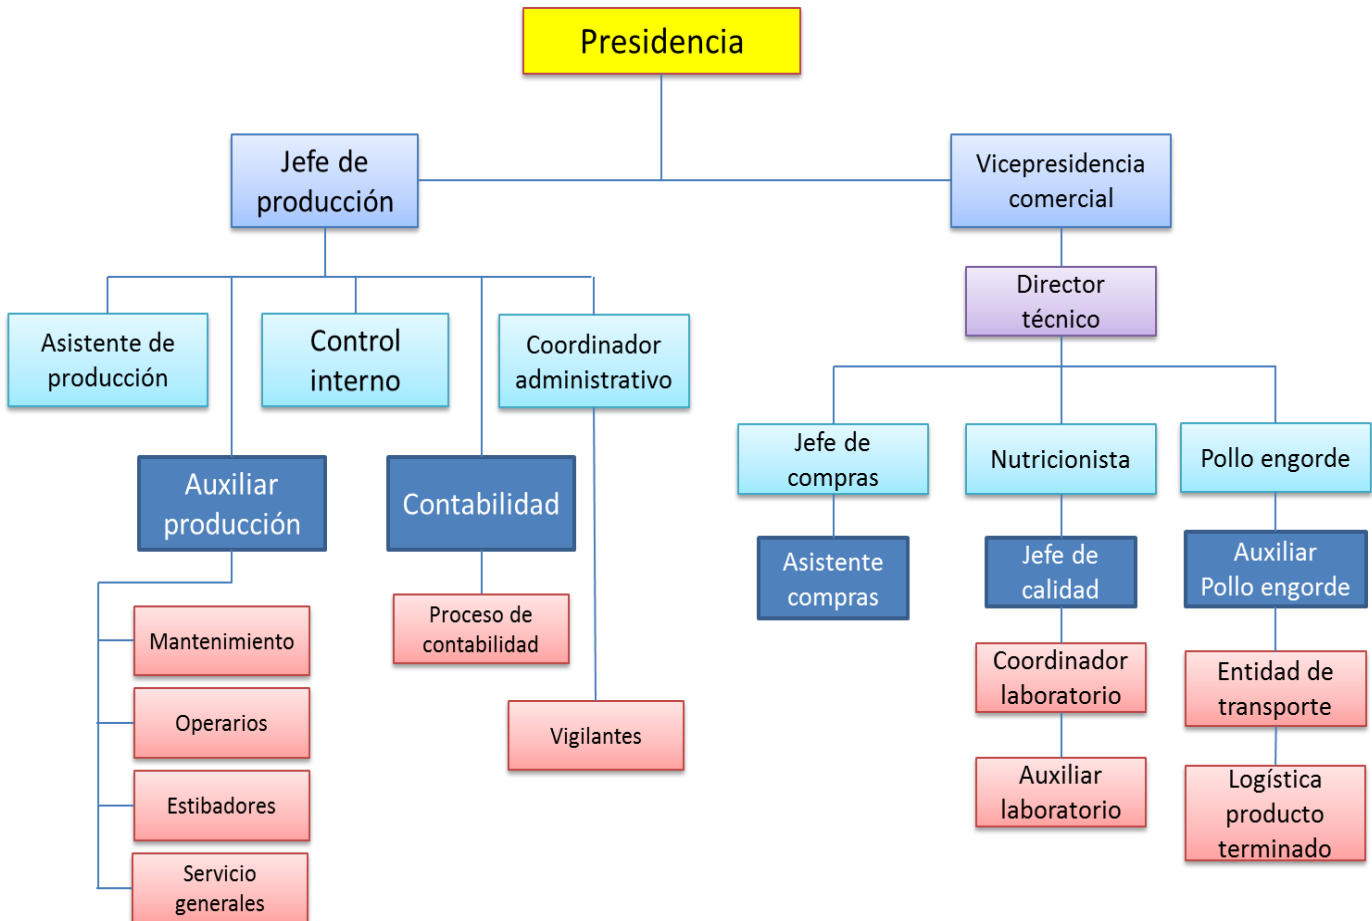 Presidencia
Jefe de
producción
Vicepresidencia
comercial
Director
técnico
Asistente de
producción
Control
interno
Coordinador
administrativo
Jefe de
compras
Nutricionista
Pollo engorde
Auxiliar
producción
Contabilidad
Asistente
compras
Jefe de
calidad
Auxiliar
Pollo engorde
Mantenimiento
Proceso de
contabilidad
Coordinador
laboratorio
Entidad de
transporte
Operarios
Vigilantes
Auxiliar
laboratorio
Logística
producto
terminado
Estibadores
Servicio
generales